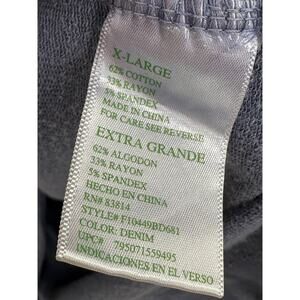 X-LARGE
62% COTTON
33% RAYON
5% SPANDEX
MADE IN CHINA
FOR CARE SEE REVERSE
EXTRA GRANDE
62% ALGODON
33% RAYON
5% SPANDEX
HECHO EN CHINA
RN# 83814
STYLE# F10449BD681
COLOR: DENIM
UPC# 795071559495
INDICACIONES EN EL VERSO